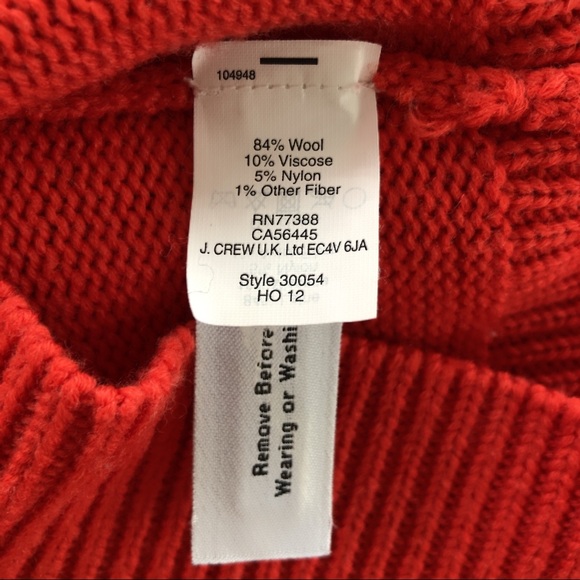 104948
84% Wool
10% Viscose
5% Nylon
1% Other Fiber
RN77388
CA56445
J. CREW U.K. Ltd EC4V 6JA
Style 30054
HO 12
Remove Before
Wearing or Washi